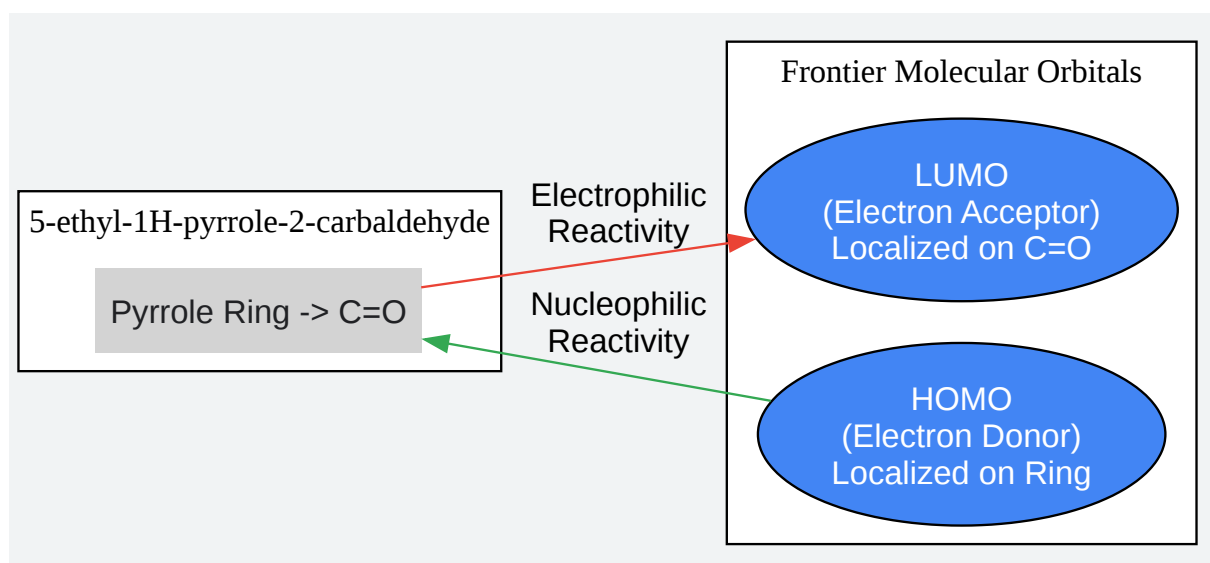 Frontier Molecular Orbitals
LUMO
(Electron Acceptor)
Localized on C=O
Electrophilic
Reactivity
5-ethyl-1H-pyrrole-2-carbaldehyde
Pyrrole Ring -> C=O
Nucleophilic
Reactivity
HOMO
(Electron Donor)
Localized on Ring